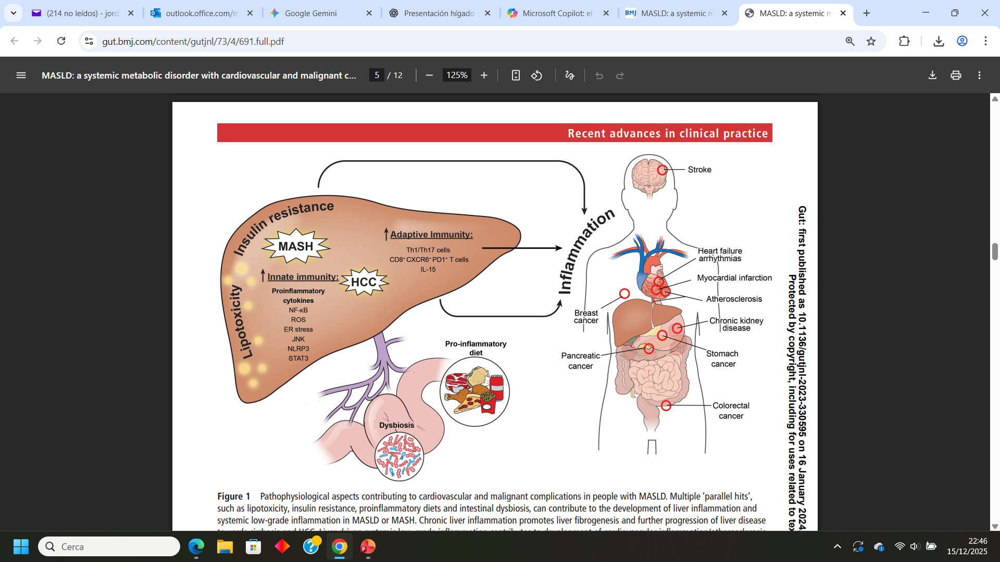 (214 no leídos) - jord
outlook.office.com/m
Google Gemini
Presentación hígado
Microsoft Copilot: el
BMJ
MASLD: a systemic m
MASLD: a systemic m
gut.bmj.com/content/gutjnl/73/4/691.full.pdf
MASLD: a systemic metabolic disorder with cardiovascular and malignant c...
5 / 12
125%
Recent advances in clinical practice
Stroke
Insulin resistance
MASH
Adaptive Immunity:
Th1/Th17 cells
CD8⁺ CXCR6⁺ PD1⁺ T cells
IL-15
Inflammation
Innate immunity:
HCC
Proinflammatory
cytokines
NF-κB
ROS
ER stress
JNK
NLRP3
STAT3
Lipotoxicity
Heart failure
arrhythmias
Myocardial infarction
Atherosclerosis
Breast
cancer
Chronic kidney
disease
Pancreatic
cancer
Stomach
cancer
Colorectal
cancer
Pro-inflammatory
diet
Dysbiosis
Gut: first published as 10.1136/gutjnl-2023-330595 on 16 January 2024.
Protected by copyright, including for uses related to tex
Figure 1 Pathophysiological aspects contributing to cardiovascular and malignant complications in people with MASLD. Multiple ‘parallel hits’,
such as lipotoxicity, insulin resistance, proinflammatory diets and intestinal dysbiosis, can contribute to the development of liver inflammation and
systemic low-grade inflammation in MASLD or MASH. Chronic liver inflammation promotes liver fibrogenesis and further progression of liver disease
Cerca
22:46
15/12/2025